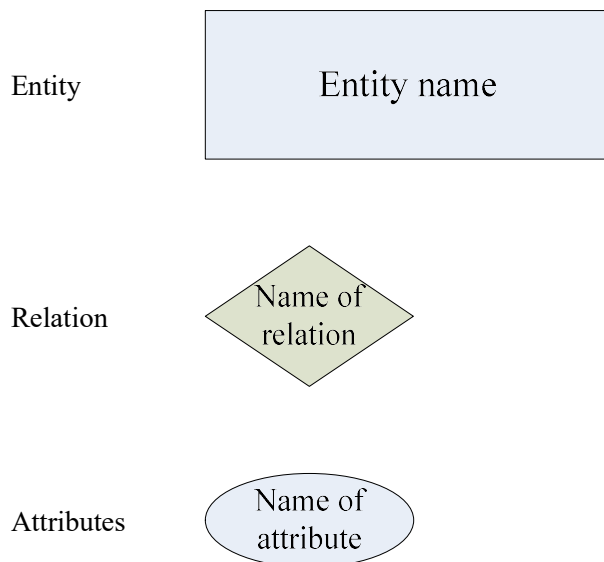 Entity
Entity name
Relation
Name of
relation
Attributes
Name of
attribute